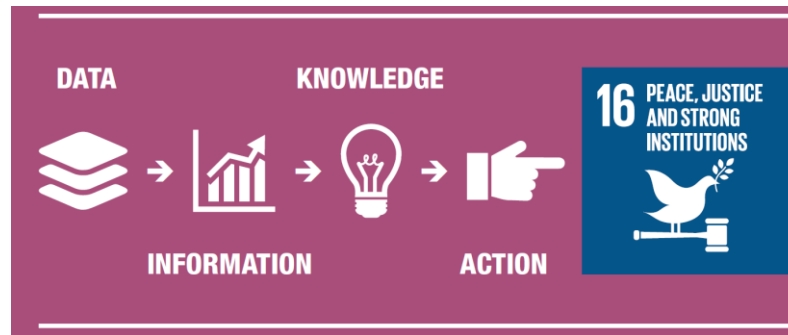 DATA
KNOWLEDGE
INFORMATION
ACTION
16 PEACE, JUSTICE
AND STRONG
INSTITUTIONS